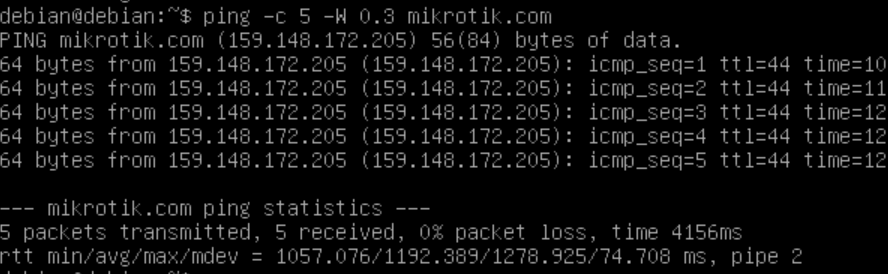 debian@debian:~$ ping -c 5 -W 0.3 mikrotik.com
PING mikrotik.com (159.148.172.205) 56(84) bytes of data.
64 bytes from 159.148.172.205 (159.148.172.205): icmp_seq=1 ttl=44 time=10
64 bytes from 159.148.172.205 (159.148.172.205): icmp_seq=2 ttl=44 time=11
64 bytes from 159.148.172.205 (159.148.172.205): icmp_seq=3 ttl=44 time=12
64 bytes from 159.148.172.205 (159.148.172.205): icmp_seq=4 ttl=44 time=12
64 bytes from 159.148.172.205 (159.148.172.205): icmp_seq=5 ttl=44 time=12
--- mikrotik.com ping statistics ---
5 packets transmitted, 5 received, 0% packet loss, time 4156ms
rtt min/avg/max/mdev = 1057.076/1192.389/1278.925/74.708 ms, pipe 2